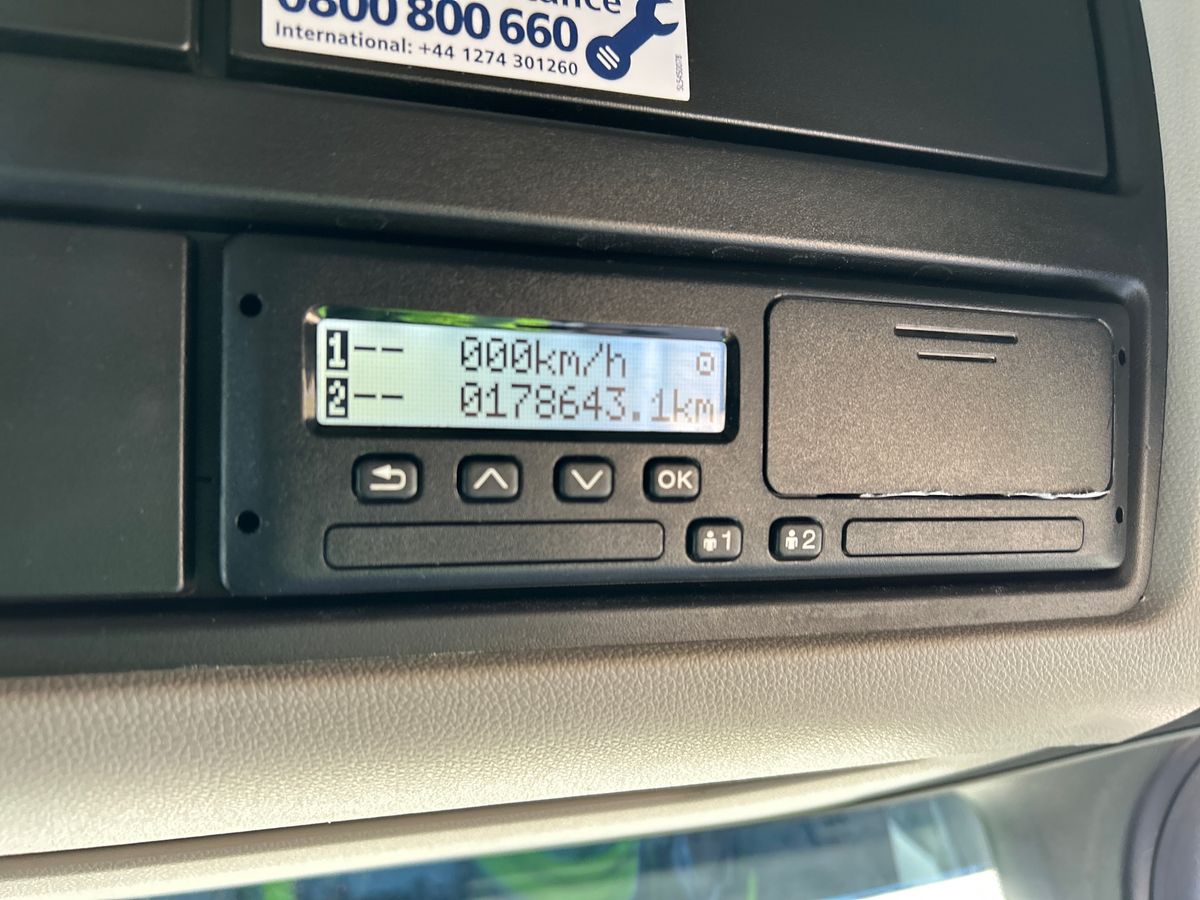 0800 800 660
International: +44 1274 301260
1-- 000km/h
2-- 0178643.1km
OK
1 2